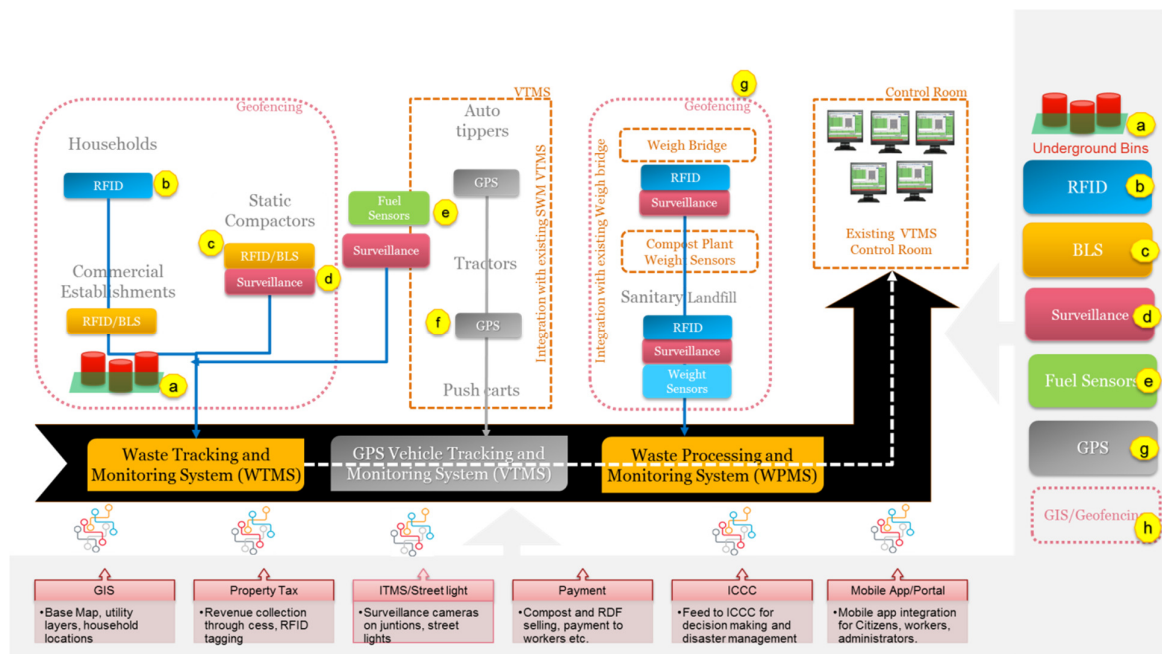 Geofencing
Households
RFID
b
Static
Compactors
c
RFID/BLS
Surveillance
d
Commercial
Establishments
RFID/BLS
a
Fuel
Sensors
e
Surveillance
VTMS
Auto
tippers
GPS
Tractors
f
GPS
Push carts
Integration with existing SWM VTMS
g
Geofencing
Integration with existing Weigh bridge
Weigh Bridge
RFID
Surveillance
Compost Plant
Weight Sensors
Sanitary Landfill
RFID
Surveillance
Weight
Sensors
Control Room
Existing VTMS
Control Room
Waste Tracking and
Monitoring System (WTMS)
GPS Vehicle Tracking and
Monitoring System (VTMS)
Waste Processing and
Monitoring System (WPMS)
a
Underground Bins
RFID
b
BLS
c
Surveillance
d
Fuel Sensors
e
GPS
g
GIS/Geofencing
h
GIS
•Base Map, utility
layers, household
locations
Property Tax
•Revenue collection
through cess, RFID
tagging
ITMS/Street light
•Surveillance cameras
on juntions, street
lights
Payment
•Compost and RDF
selling, payment to
workers etc.
ICCC
•Feed to ICCC for
decision making and
disaster management
Mobile App/Portal
•Mobile app integration
for Citizens, workers,
administrators.